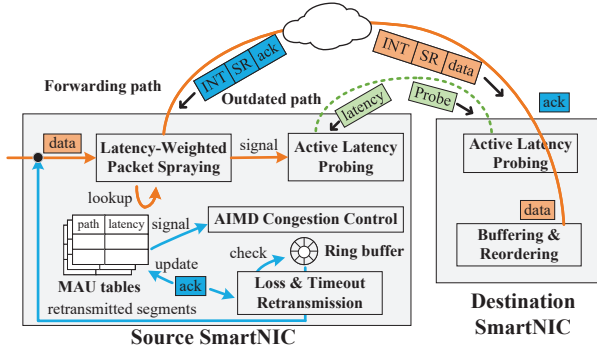 INT SR ack
INT SR data
Forwarding path
Outdated path
latency
Probe
ack
data
Latency-Weighted
Packet Spraying
signal
Active Latency
Probing
Active Latency
Probing
lookup
path latency
signal
AIMD Congestion Control
data
check
Ring buffer
Buffering &
Reordering
MAU tables
update
ack
Loss & Timeout
Retransmission
retransmitted segments
Source SmartNIC
Destination
SmartNIC